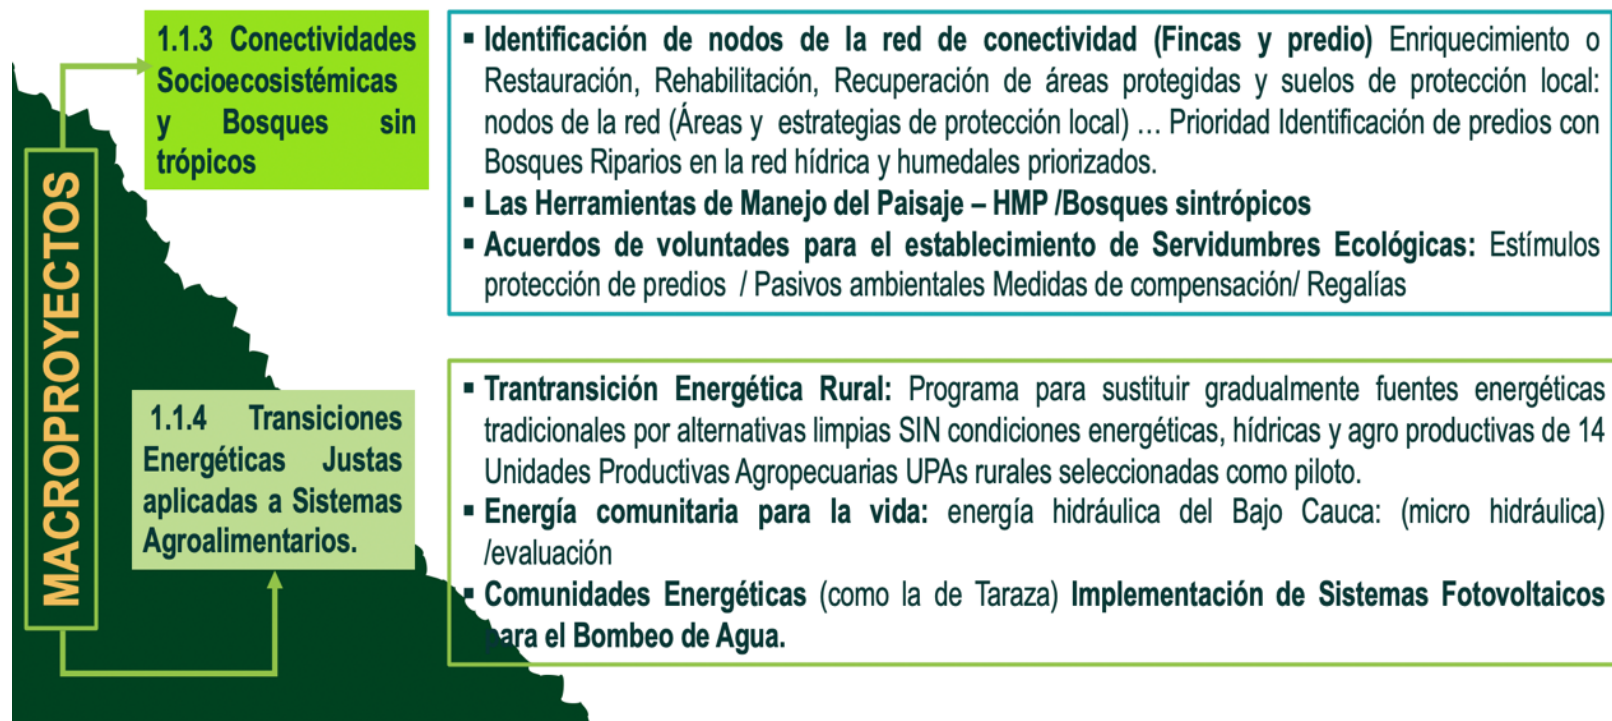 MACROPROYECTOS
1.1.3 Conectividades
Socioecosistémicas
y Bosques sin
trópicos
▪ Identificación de nodos de la red de conectividad (Fincas y predio) Enriquecimiento o
Restauración, Rehabilitación, Recuperación de áreas protegidas y suelos de protección local:
nodos de la red (Áreas y estrategias de protección local) … Prioridad Identificación de predios con
Bosques Riparios en la red hídrica y humedales priorizados.
▪ Las Herramientas de Manejo del Paisaje – HMP /Bosques sintrópicos
▪ Acuerdos de voluntades para el establecimiento de Servidumbres Ecológicas: Estímulos
protección de predios / Pasivos ambientales Medidas de compensación/ Regalías
1.1.4 Transiciones
Energéticas Justas
aplicadas a Sistemas
Agroalimentarios.
▪ Trantransición Energética Rural: Programa para sustituir gradualmente fuentes energéticas
tradicionales por alternativas limpias SIN condiciones energéticas, hídricas y agro productivas de 14
Unidades Productivas Agropecuarias UPAs rurales seleccionadas como piloto.
▪ Energía comunitaria para la vida: energía hidráulica del Bajo Cauca: (micro hidráulica)
/evaluación
▪ Comunidades Energéticas (como la de Taraza) Implementación de Sistemas Fotovoltaicos
para el Bombeo de Agua.